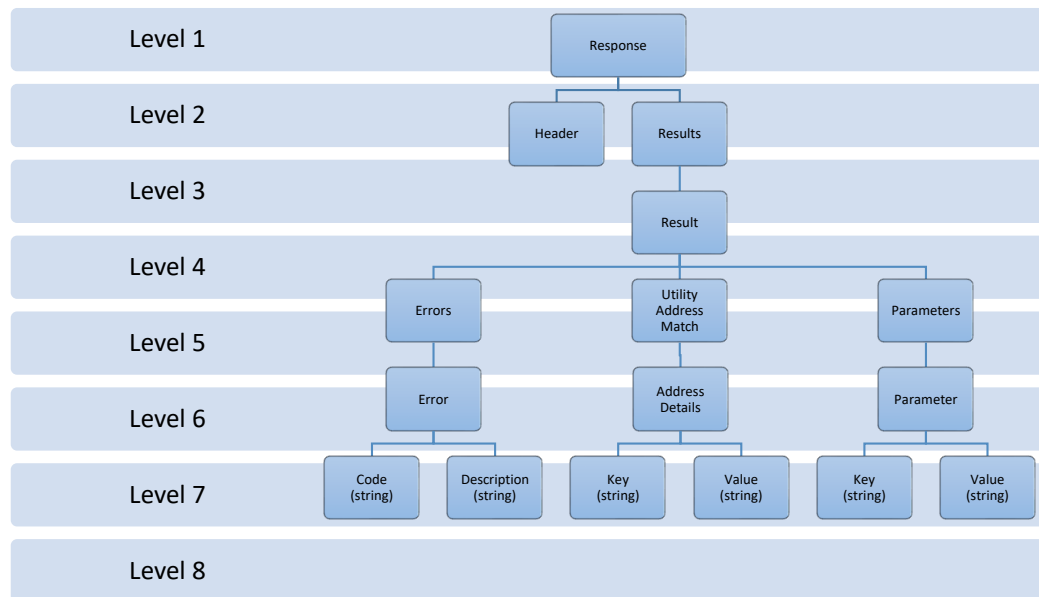 Level 1
Response
Level 2
Header
Results
Level 3
Result
Level 4
Errors
Utility
Address
Match
Parameters
Level 5
Error
Address
Details
Parameter
Level 6
Code
(string)
Description
(string)
Key
(string)
Value
(string)
Key
(string)
Value
(string)
Level 7
Level 8